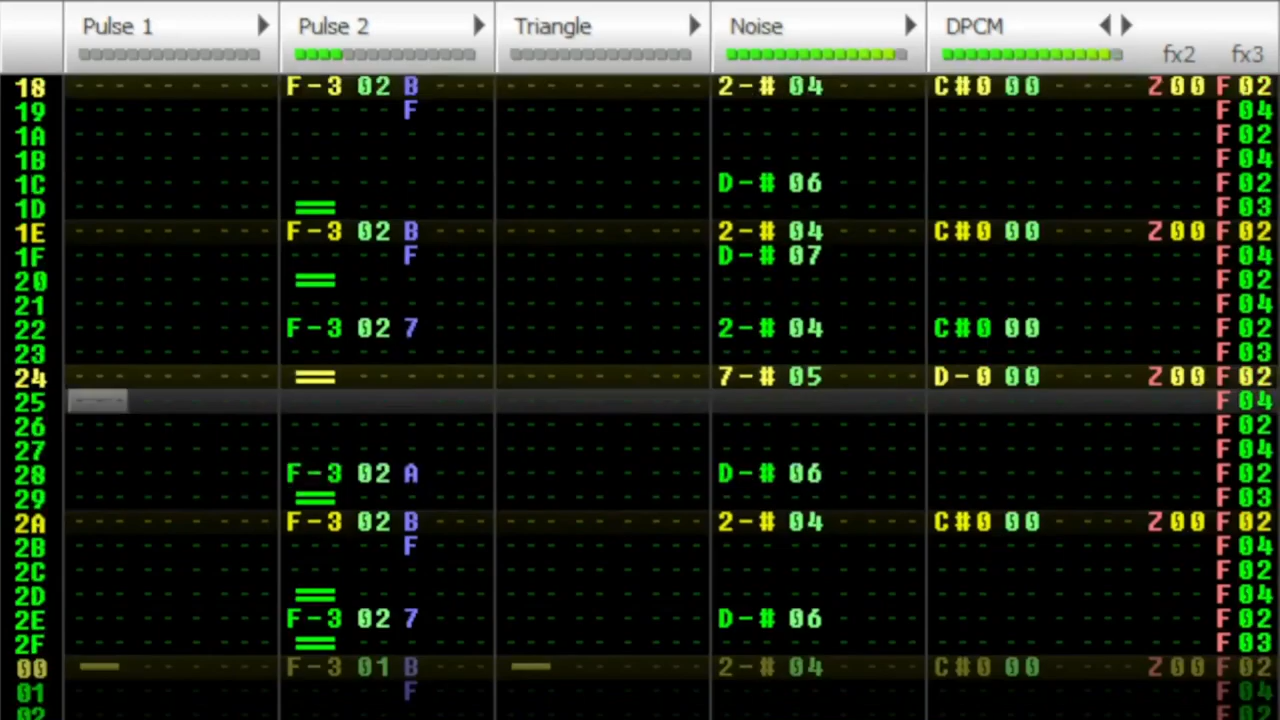 Pulse 1 Pulse 2 Triangle Noise DPCM
fx2 fx3
18 F-3 02 B 2-# 04 C#0 00 Z00 F02
19 F F04
1A F02
1B F04
1C D-# 06 F02
1D F03
1E F-3 02 B 2-# 04 C#0 00 Z00 F02
1F F D-# 07 F04
20 F02
21 F04
22 F-3 02 7 2-# 04 C#0 00 F02
23 F03
24 7-# 05 D-0 00 Z00 F02
25 F04
26 F02
27 F04
28 F-3 02 A D-# 06 F02
29 F03
2A F-3 02 B 2-# 04 C#0 00 Z00 F02
2B F F04
2C F02
2D F04
2E F-3 02 7 D-# 06 F02
2F F03
00 F-3 01 B 2-# 04 C#0 00 Z00 F02
01 F F04
02 F02